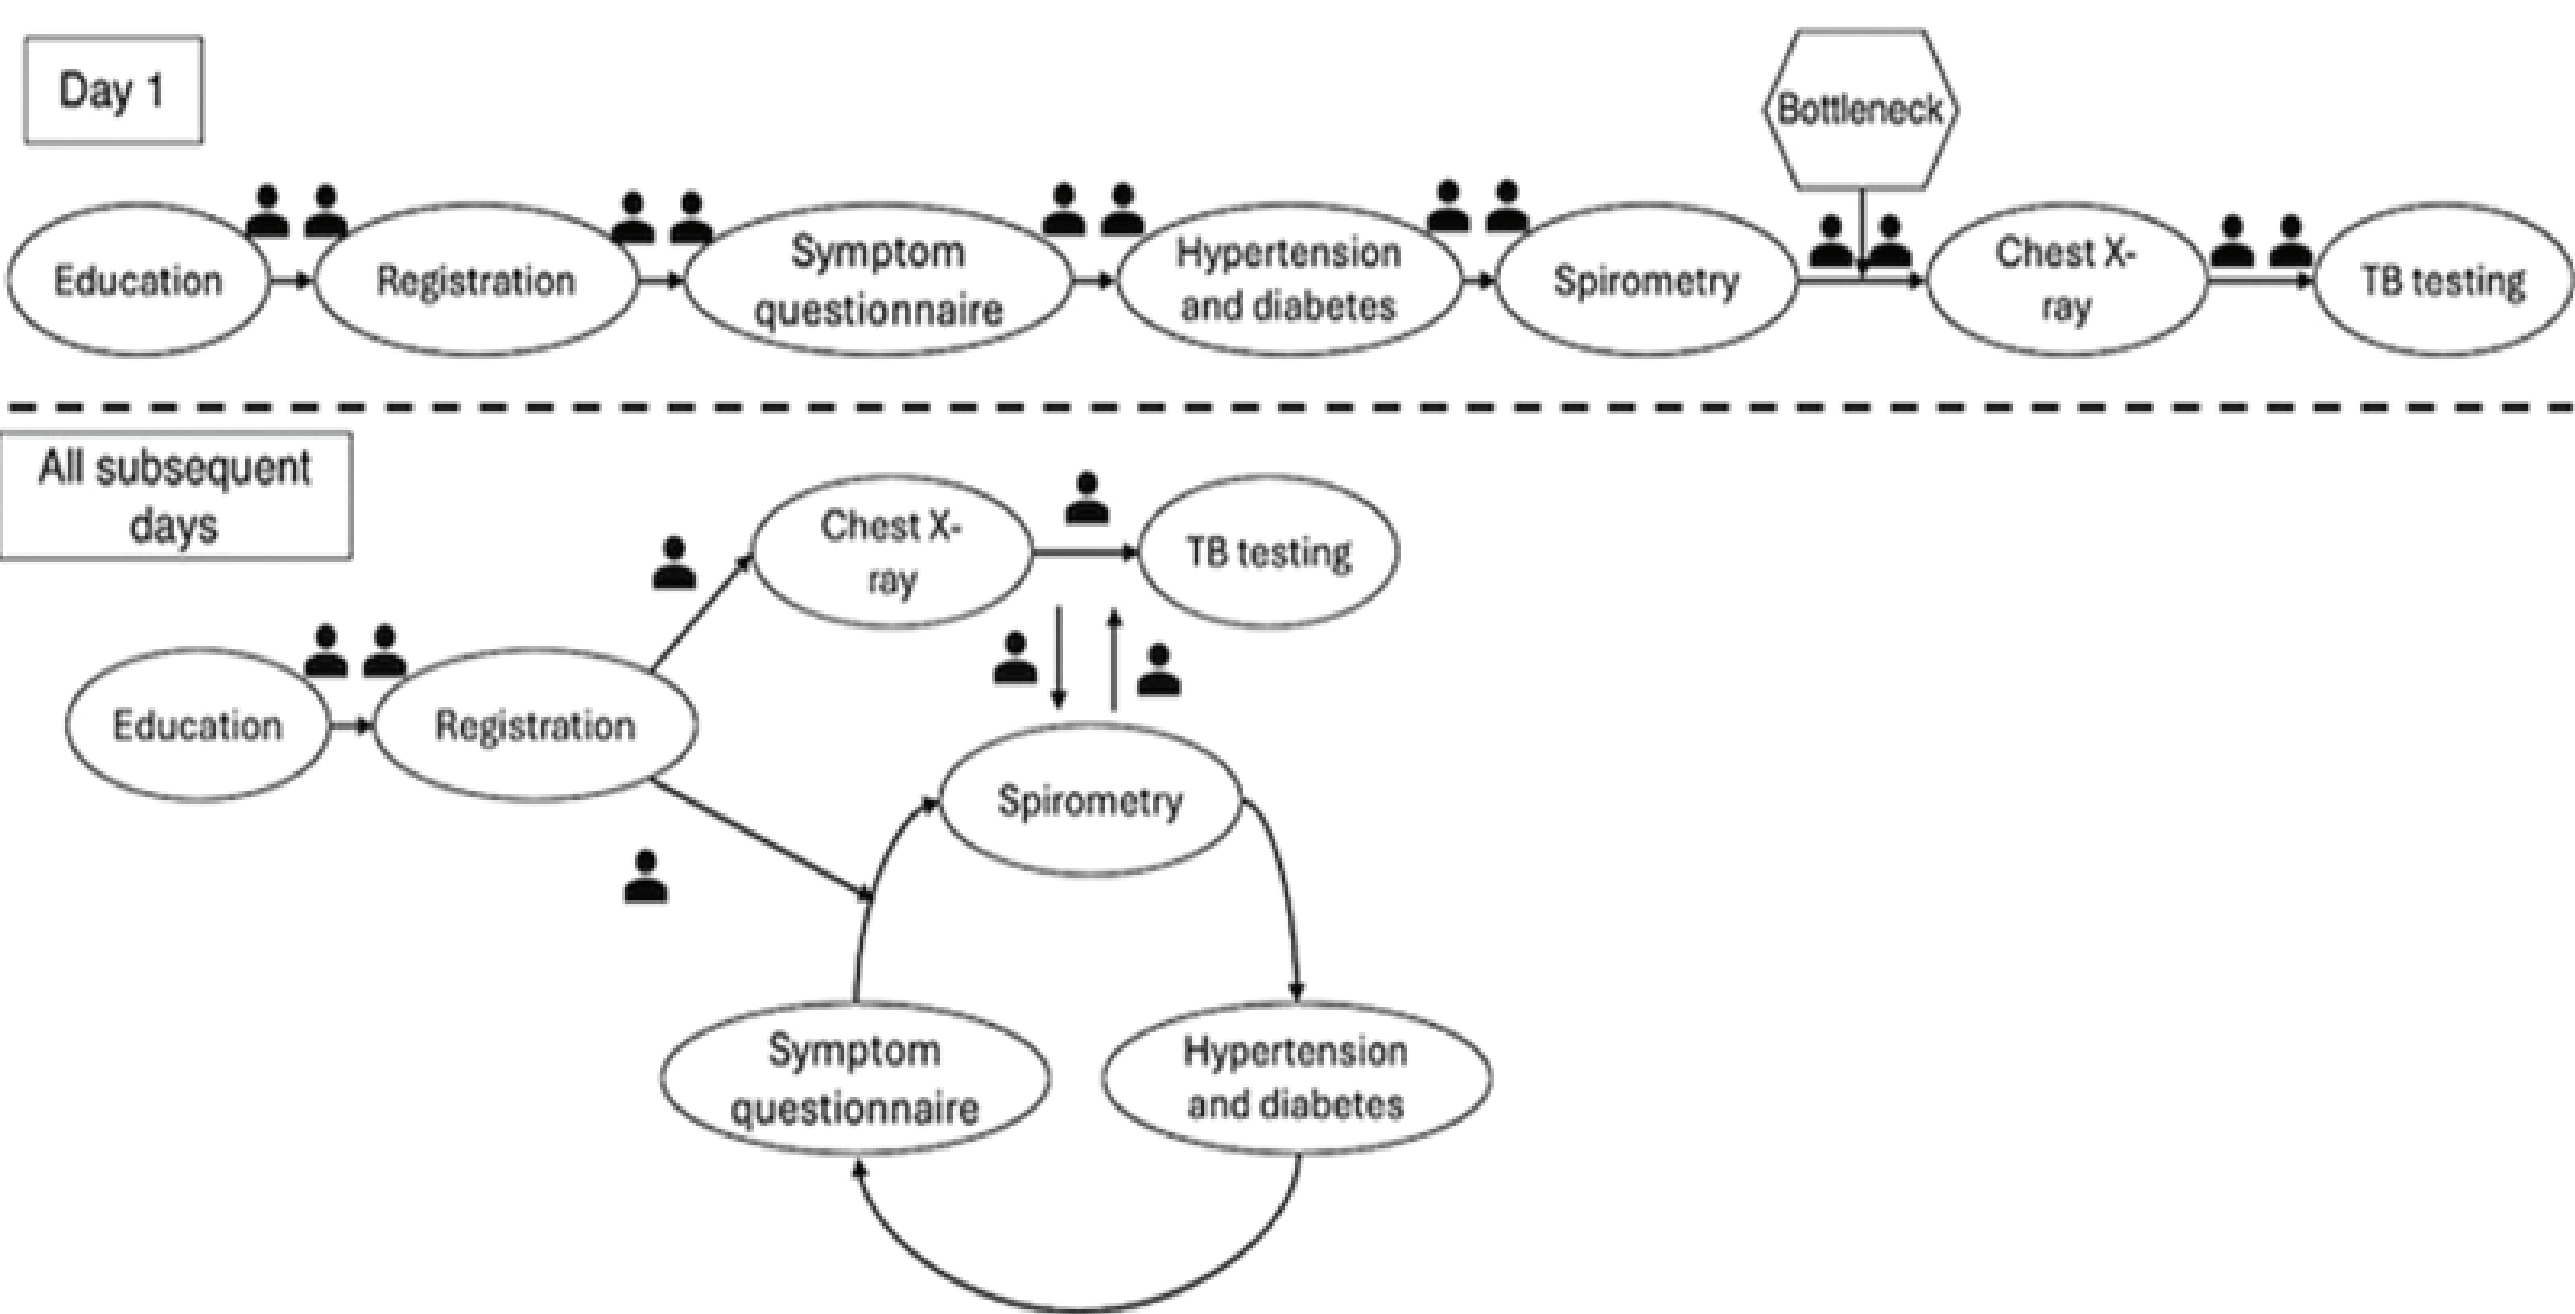 Day 1
Bottleneck
Education
Registration
Symptom
questionnaire
Hypertension
and diabetes
Spirometry
Chest X-
ray
TB testing
All subsequent
days
Chest X-
ray
TB testing
Education
Registration
Spirometry
Symptom
questionnaire
Hypertension
and diabetes